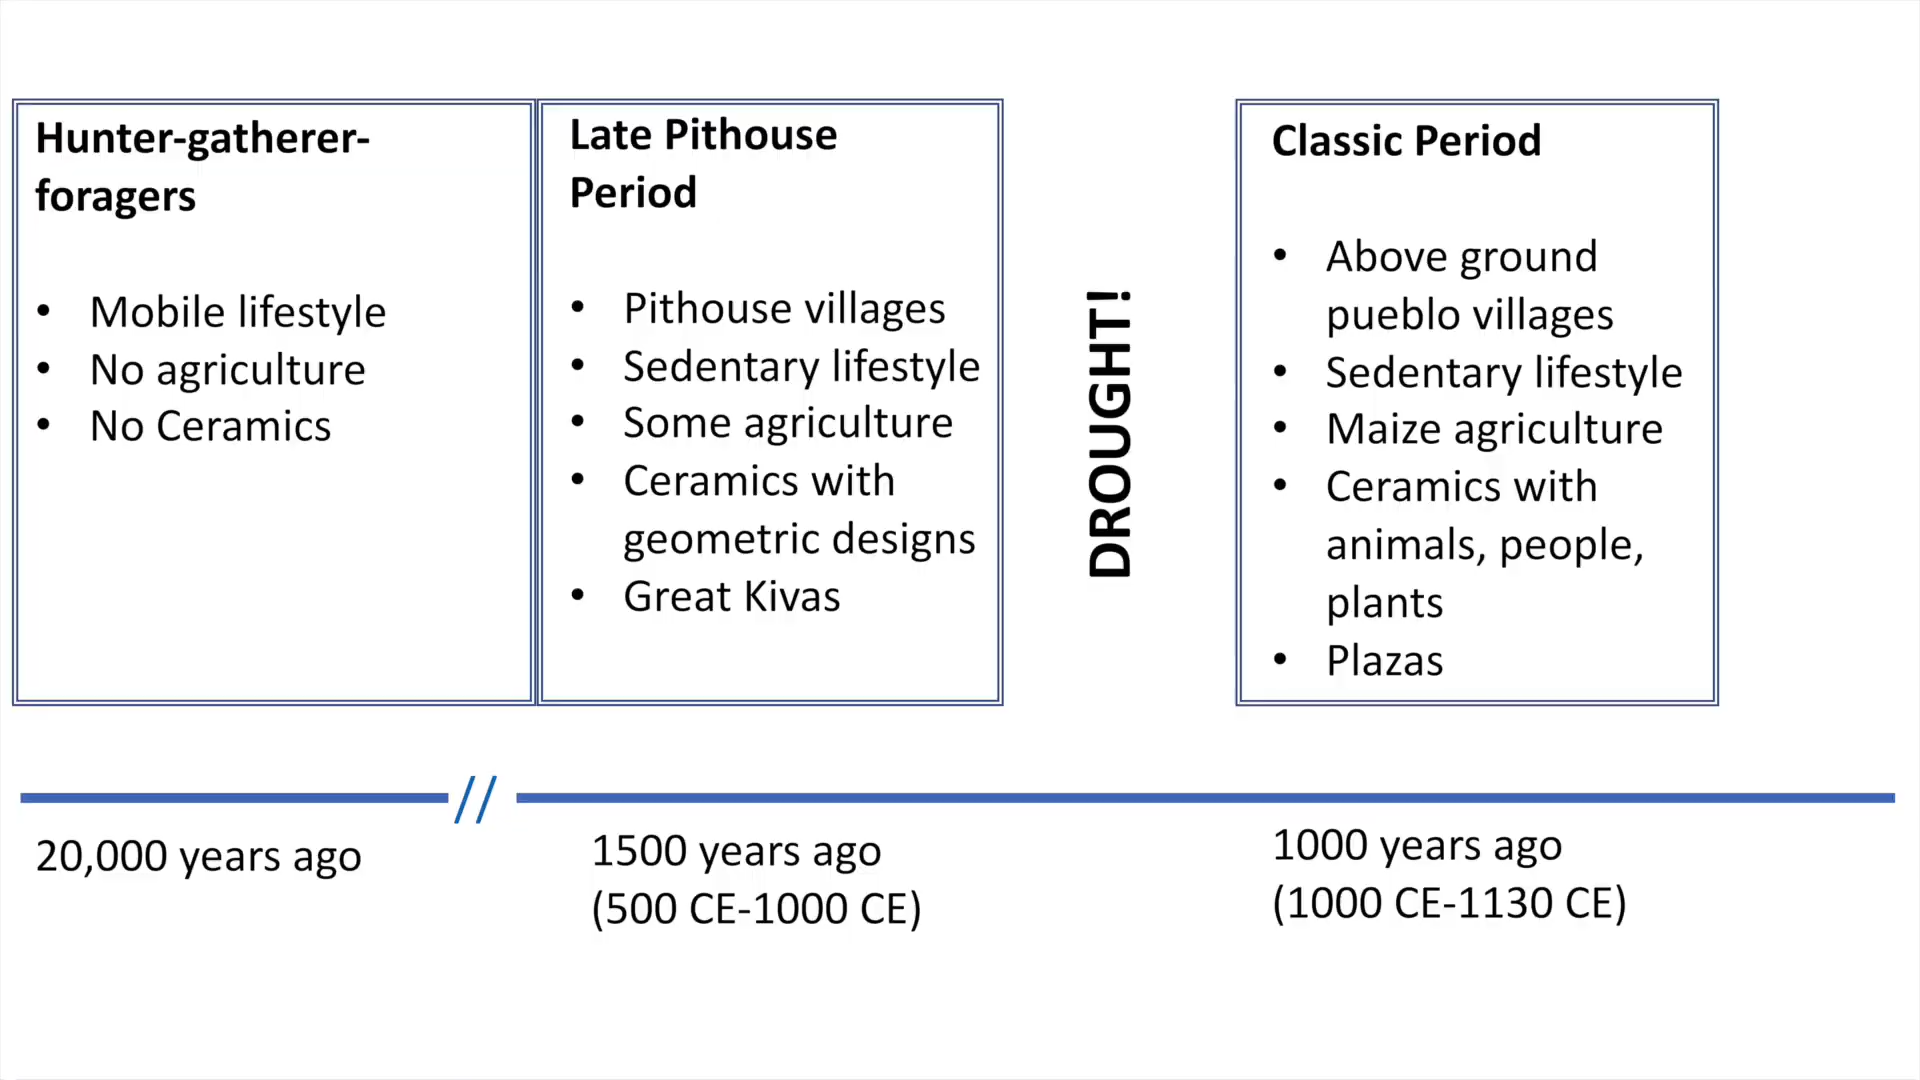 Hunter-gatherer-
foragers
• Mobile lifestyle
• No agriculture
• No Ceramics
Late Pithouse
Period
• Pithouse villages
• Sedentary lifestyle
• Some agriculture
• Ceramics with
geometric designs
• Great Kivas
DROUGHT!
Classic Period
• Above ground
pueblo villages
• Sedentary lifestyle
• Maize agriculture
• Ceramics with
animals, people,
plants
• Plazas
//
20,000 years ago
1500 years ago
(500 CE-1000 CE)
1000 years ago
(1000 CE-1130 CE)